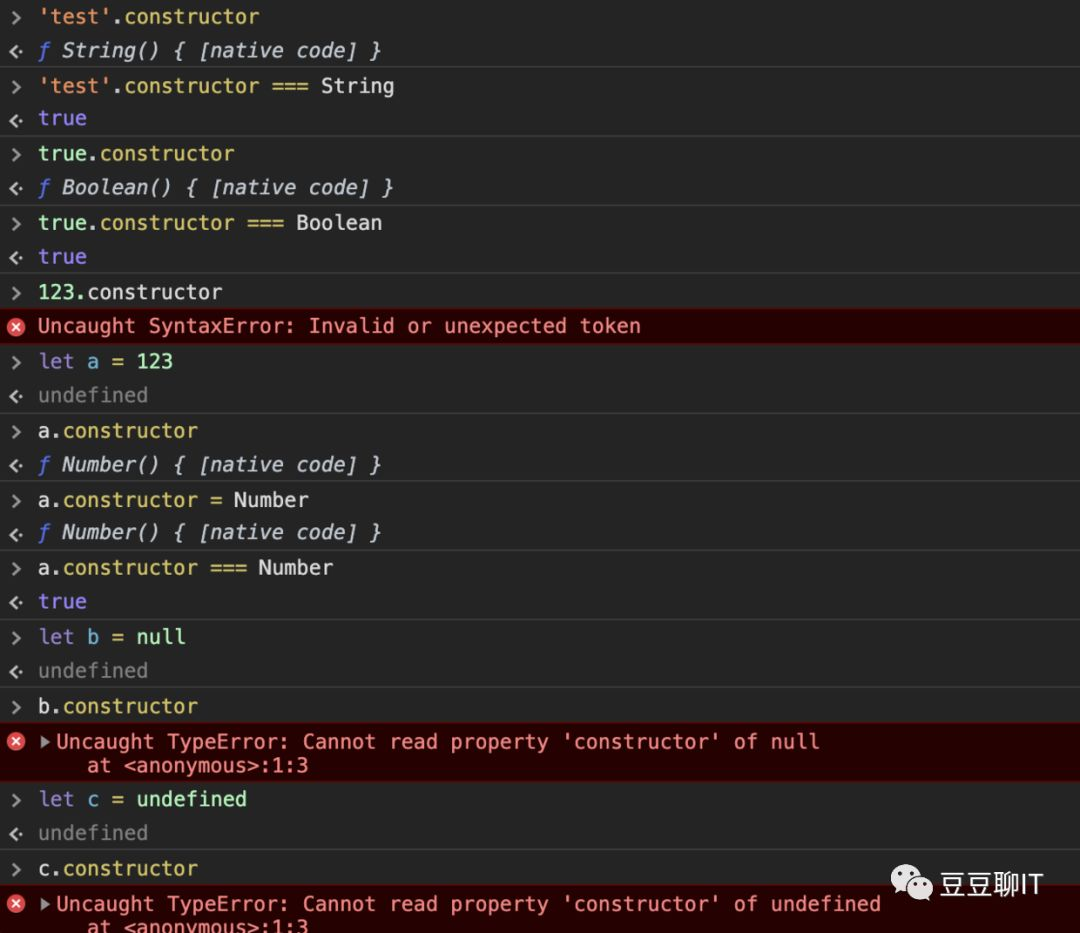 > 'test'.constructor
<· ƒ String() { [native code] }
> 'test'.constructor === String
<· true
> true.constructor
<· ƒ Boolean() { [native code] }
> true.constructor === Boolean
<· true
> 123.constructor
Uncaught SyntaxError: Invalid or unexpected token
> let a = 123
<· undefined
> a.constructor
<· ƒ Number() { [native code] }
> a.constructor = Number
<· ƒ Number() { [native code] }
> a.constructor === Number
<· true
> let b = null
<· undefined
> b.constructor
▶Uncaught TypeError: Cannot read property 'constructor' of null
at <anonymous>:1:3
> let c = undefined
<· undefined
> c.constructor
▶Uncaught TypeError: Cannot read property 'constructor' of undefined
at <anonymous>:1:3
豆豆聊IT